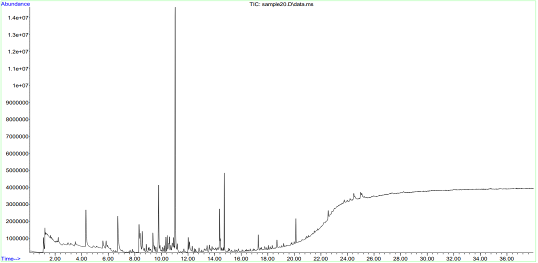 Abundance
TIC: sample20.D\data.ms
1.4e+07
1.3e+07
1.2e+07
1.1e+07
1e+07
9000000
8000000
7000000
6000000
5000000
4000000
3000000
2000000
1000000
2.00 4.00 6.00 8.00 10.00 12.00 14.00 16.00 18.00 20.00 22.00 24.00 26.00 28.00 30.00 32.00 34.00 36.00
Time-->